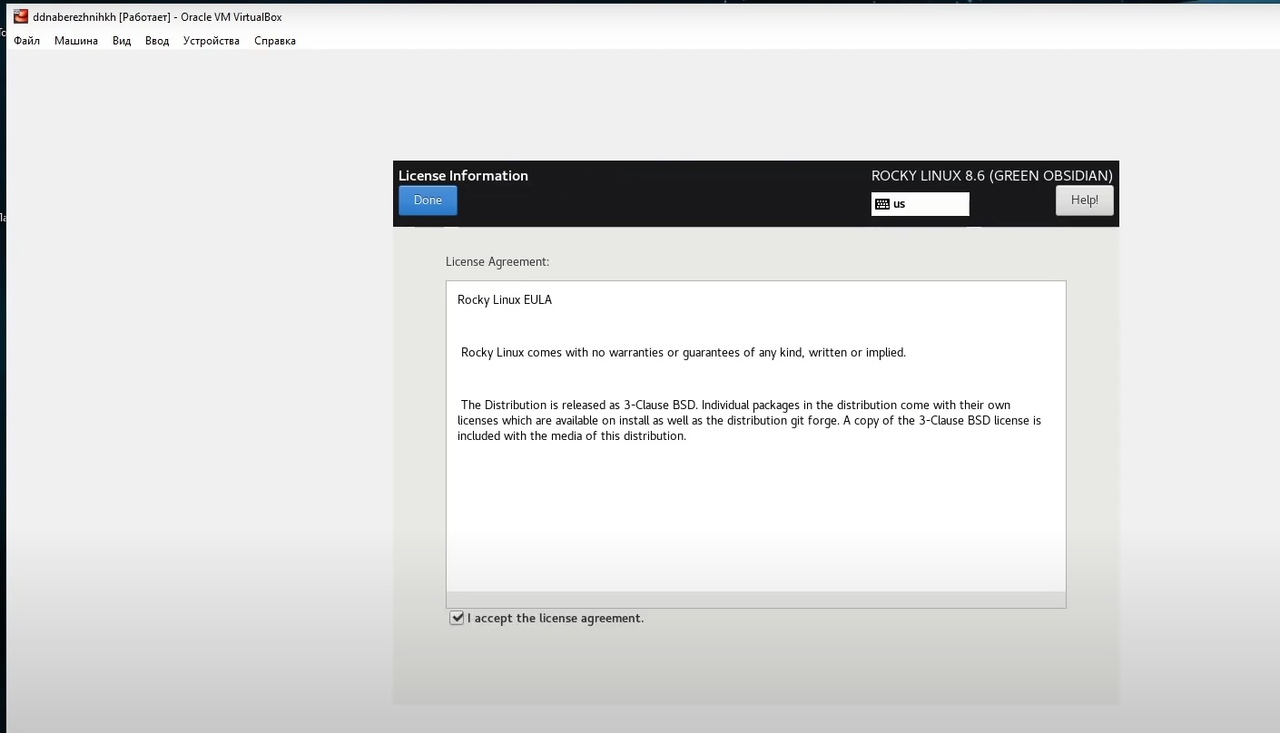 ddnaberezhnihkh [Работает] - Oracle VM VirtualBox
Файл Машина Вид Ввод Устройства Справка
License Information
ROCKY LINUX 8.6 (GREEN OBSIDIAN)
Done
us
Help!
License Agreement:
Rocky Linux EULA
Rocky Linux comes with no warranties or guarantees of any kind, written or implied.
The Distribution is released as 3-Clause BSD. Individual packages in the distribution come with their own
licenses which are available on install as well as the distribution git forge. A copy of the 3-Clause BSD license is
included with the media of this distribution.
I accept the license agreement.